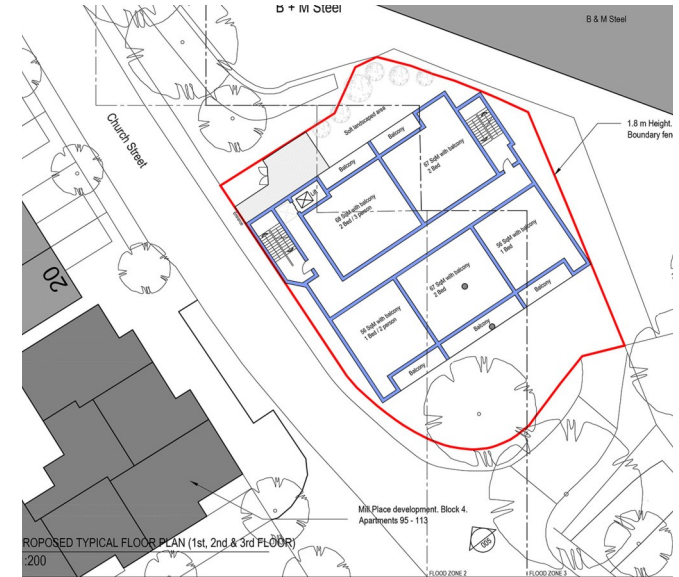 B + M Steel
B & M Steel
1.8 m Height.
Boundary fen
Church Street
Soft landscaped area
Balcony
Balcony
67 SqM with balcony
2 Bed
Lift
68 SqM with balcony
2 Bed / 3 person
56 SqM with balcony
1 Bed
67 SqM with balcony
2 Bed
56 SqM with balcony
1 Bed / 2 person
Balcony
Balcony
Balcony
20
Mill Place development. Block 4.
Apartments 95 - 113
ROPOSED TYPICAL FLOOR PLAN (1st, 2nd & 3rd FLOOR)
:200
005
FLOOD ZONE 2
FLOOD ZONE 3